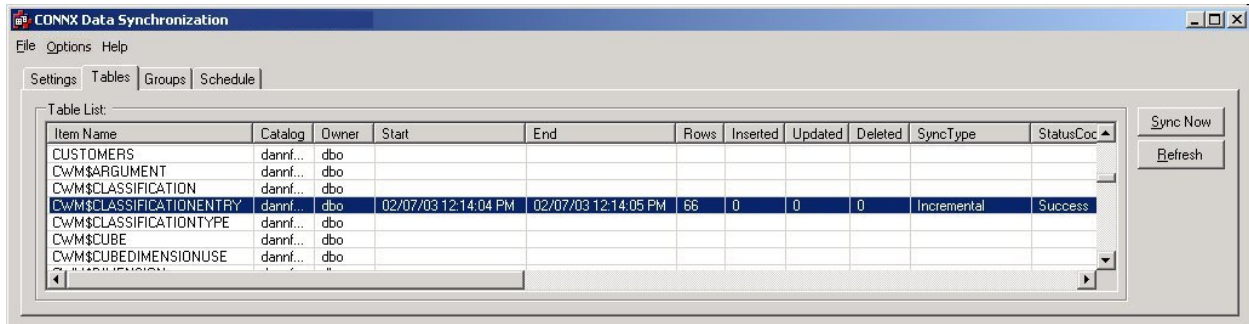 CONNX Data Synchronization
File Options Help
Settings Tables Groups Schedule
Table List:
Item Name Catalog Owner Start End Rows Inserted Updated Deleted SyncType StatusCoc
CUSTOMERS dannf... dbo
CWM$ARGUMENT dannf... dbo
CWM$CLASSIFICATION dannf... dbo
CWM$CLASSIFICATIONENTRY dannf... dbo 02/07/03 12:14:04 PM 02/07/03 12:14:05 PM 66 0 0 0 Incremental Success
CWM$CLASSIFICATIONTYPE dannf... dbo
CWM$CUBE dannf... dbo
CWM$CUBEDIMENSIONUSE dannf... dbo
Sync Now
Refresh